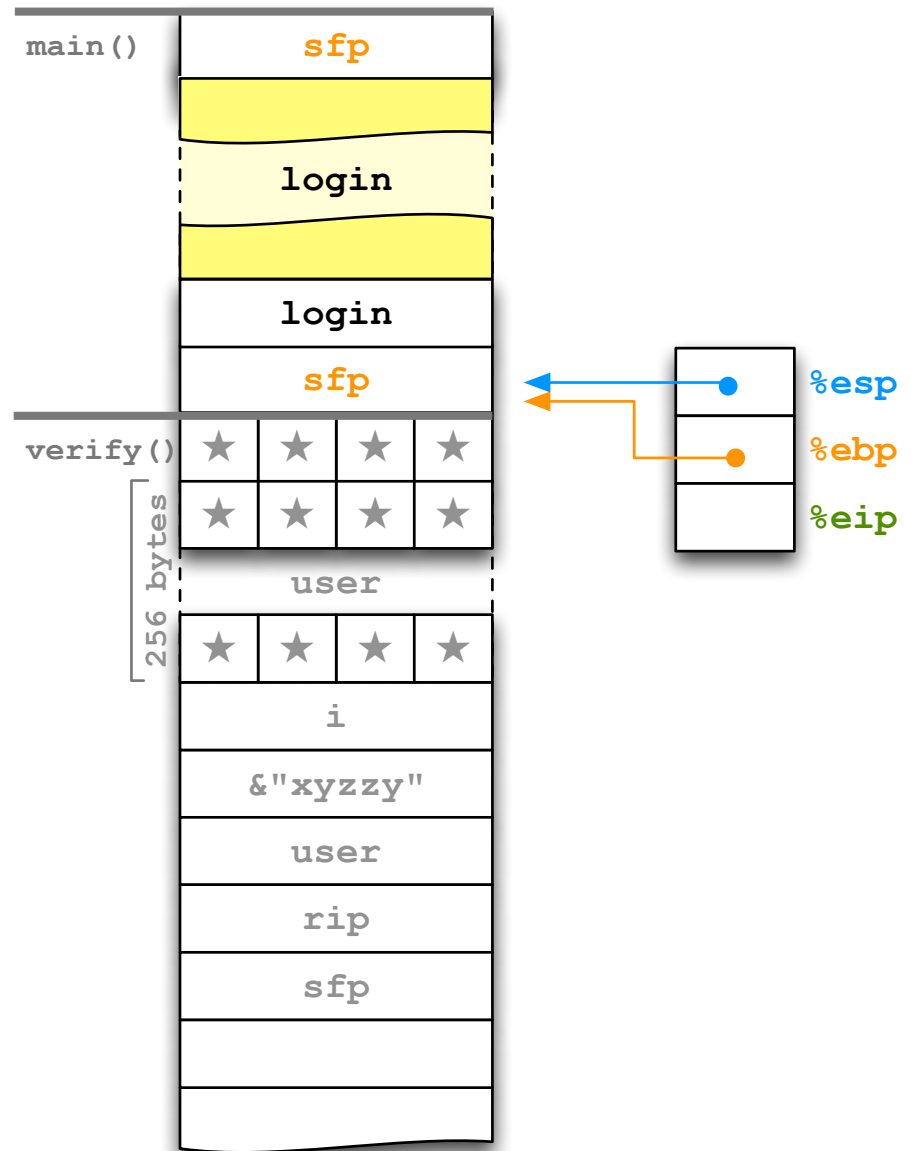 main()
sfp
login
login
sfp
%esp
verify()
%ebp
%eip
256 bytes
user
i
&"xyzzy"
user
rip
sfp